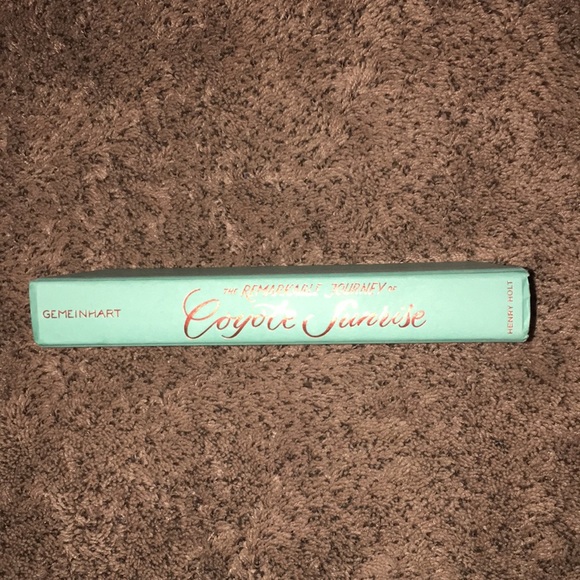 GEMEINHART
THE REMARKABLE JOURNEY OF
Coyote Sunrise
HENRY HOLT